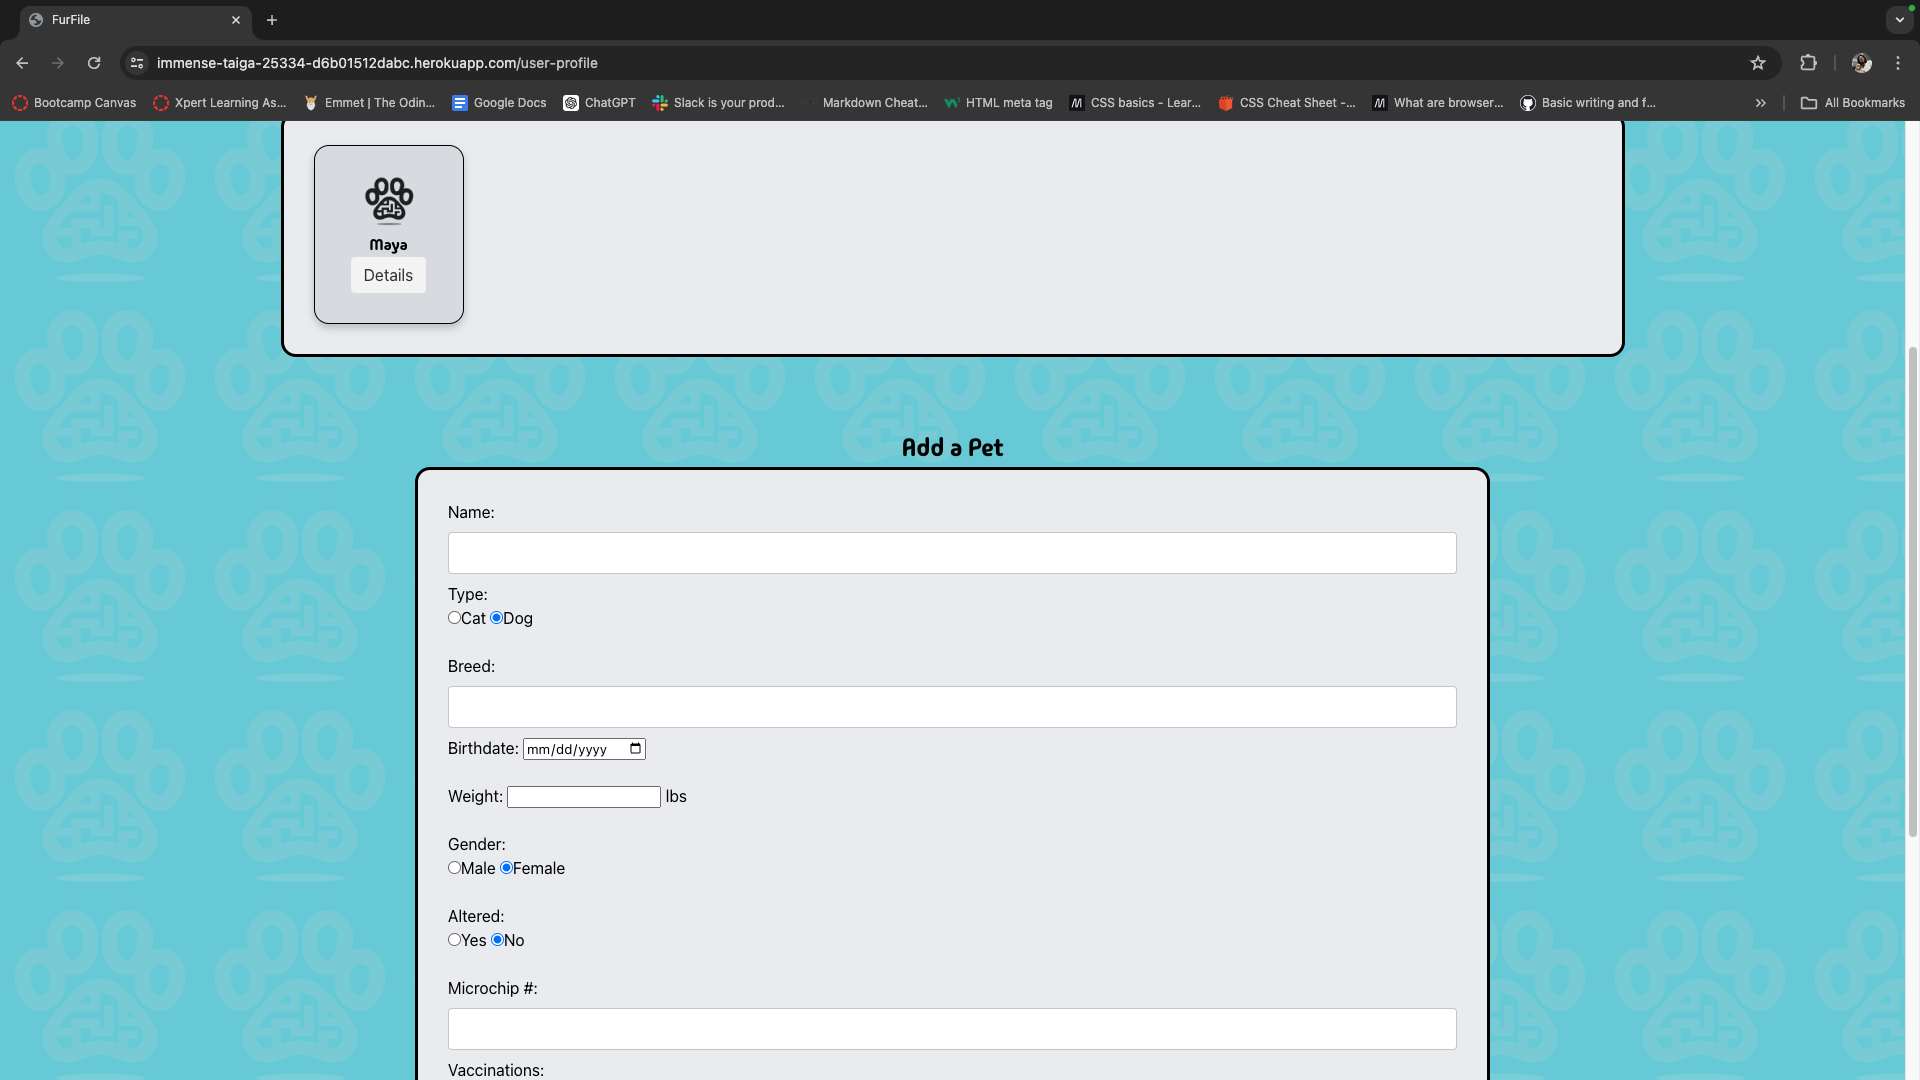 FurFile
immense-taiga-25334-d6b01512dabc.herokuapp.com/user-profile
Bootcamp Canvas Xpert Learning As... Emmet | The Odin... Google Docs ChatGPT Slack is your prod... Markdown Cheat... HTML meta tag CSS basics - Lear... CSS Cheat Sheet -... What are browser... Basic writing and f... » All Bookmarks
Maya
Details
Add a Pet
Name:
Type:
Cat Dog
Breed:
Birthdate: mm/dd/yyyy
Weight: lbs
Gender:
Male Female
Altered:
Yes No
Microchip #:
Vaccinations: